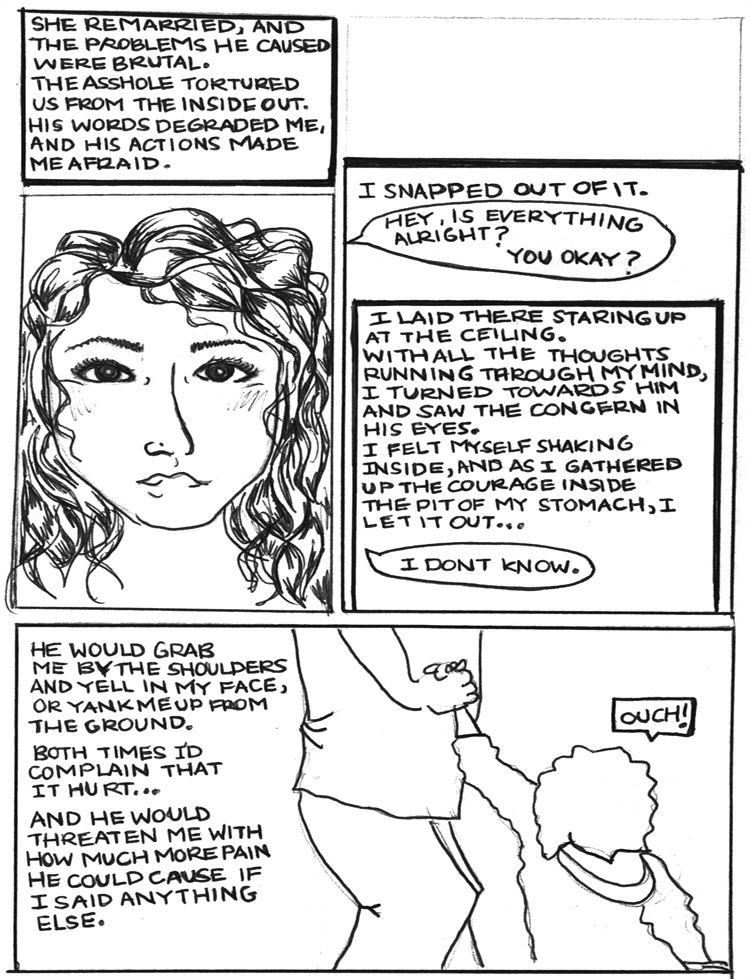 SHE REMARRIED, AND
THE PROBLEMS HE CAUSED
WERE BRUTAL.
THE ASSHOLE TORTURED
US FROM THE INSIDE OUT.
HIS WORDS DEGRADED ME,
AND HIS ACTIONS MADE
ME AFRAID.
I SNAPPED OUT OF IT.
HEY, IS EVERYTHING
ALRIGHT?
YOU OKAY?
I LAID THERE STARING UP
AT THE CEILING.
WITH ALL THE THOUGHTS
RUNNING THROUGH MY MIND,
I TURNED TOWARDS HIM
AND SAW THE CONCERN IN
HIS EYES.
I FELT MYSELF SHAKING
INSIDE, AND AS I GATHERED
UP THE COURAGE INSIDE
THE PIT OF MY STOMACH, I
LET IT OUT...
I DONT KNOW.
HE WOULD GRAB
ME BY THE SHOULDERS
AND YELL IN MY FACE,
OR YANK ME UP FROM
THE GROUND.
BOTH TIMES I'D
COMPLAIN THAT
IT HURT...
AND HE WOULD
THREATEN ME WITH
HOW MUCH MORE PAIN
HE COULD CAUSE IF
I SAID ANYTHING
ELSE.
OUCH!